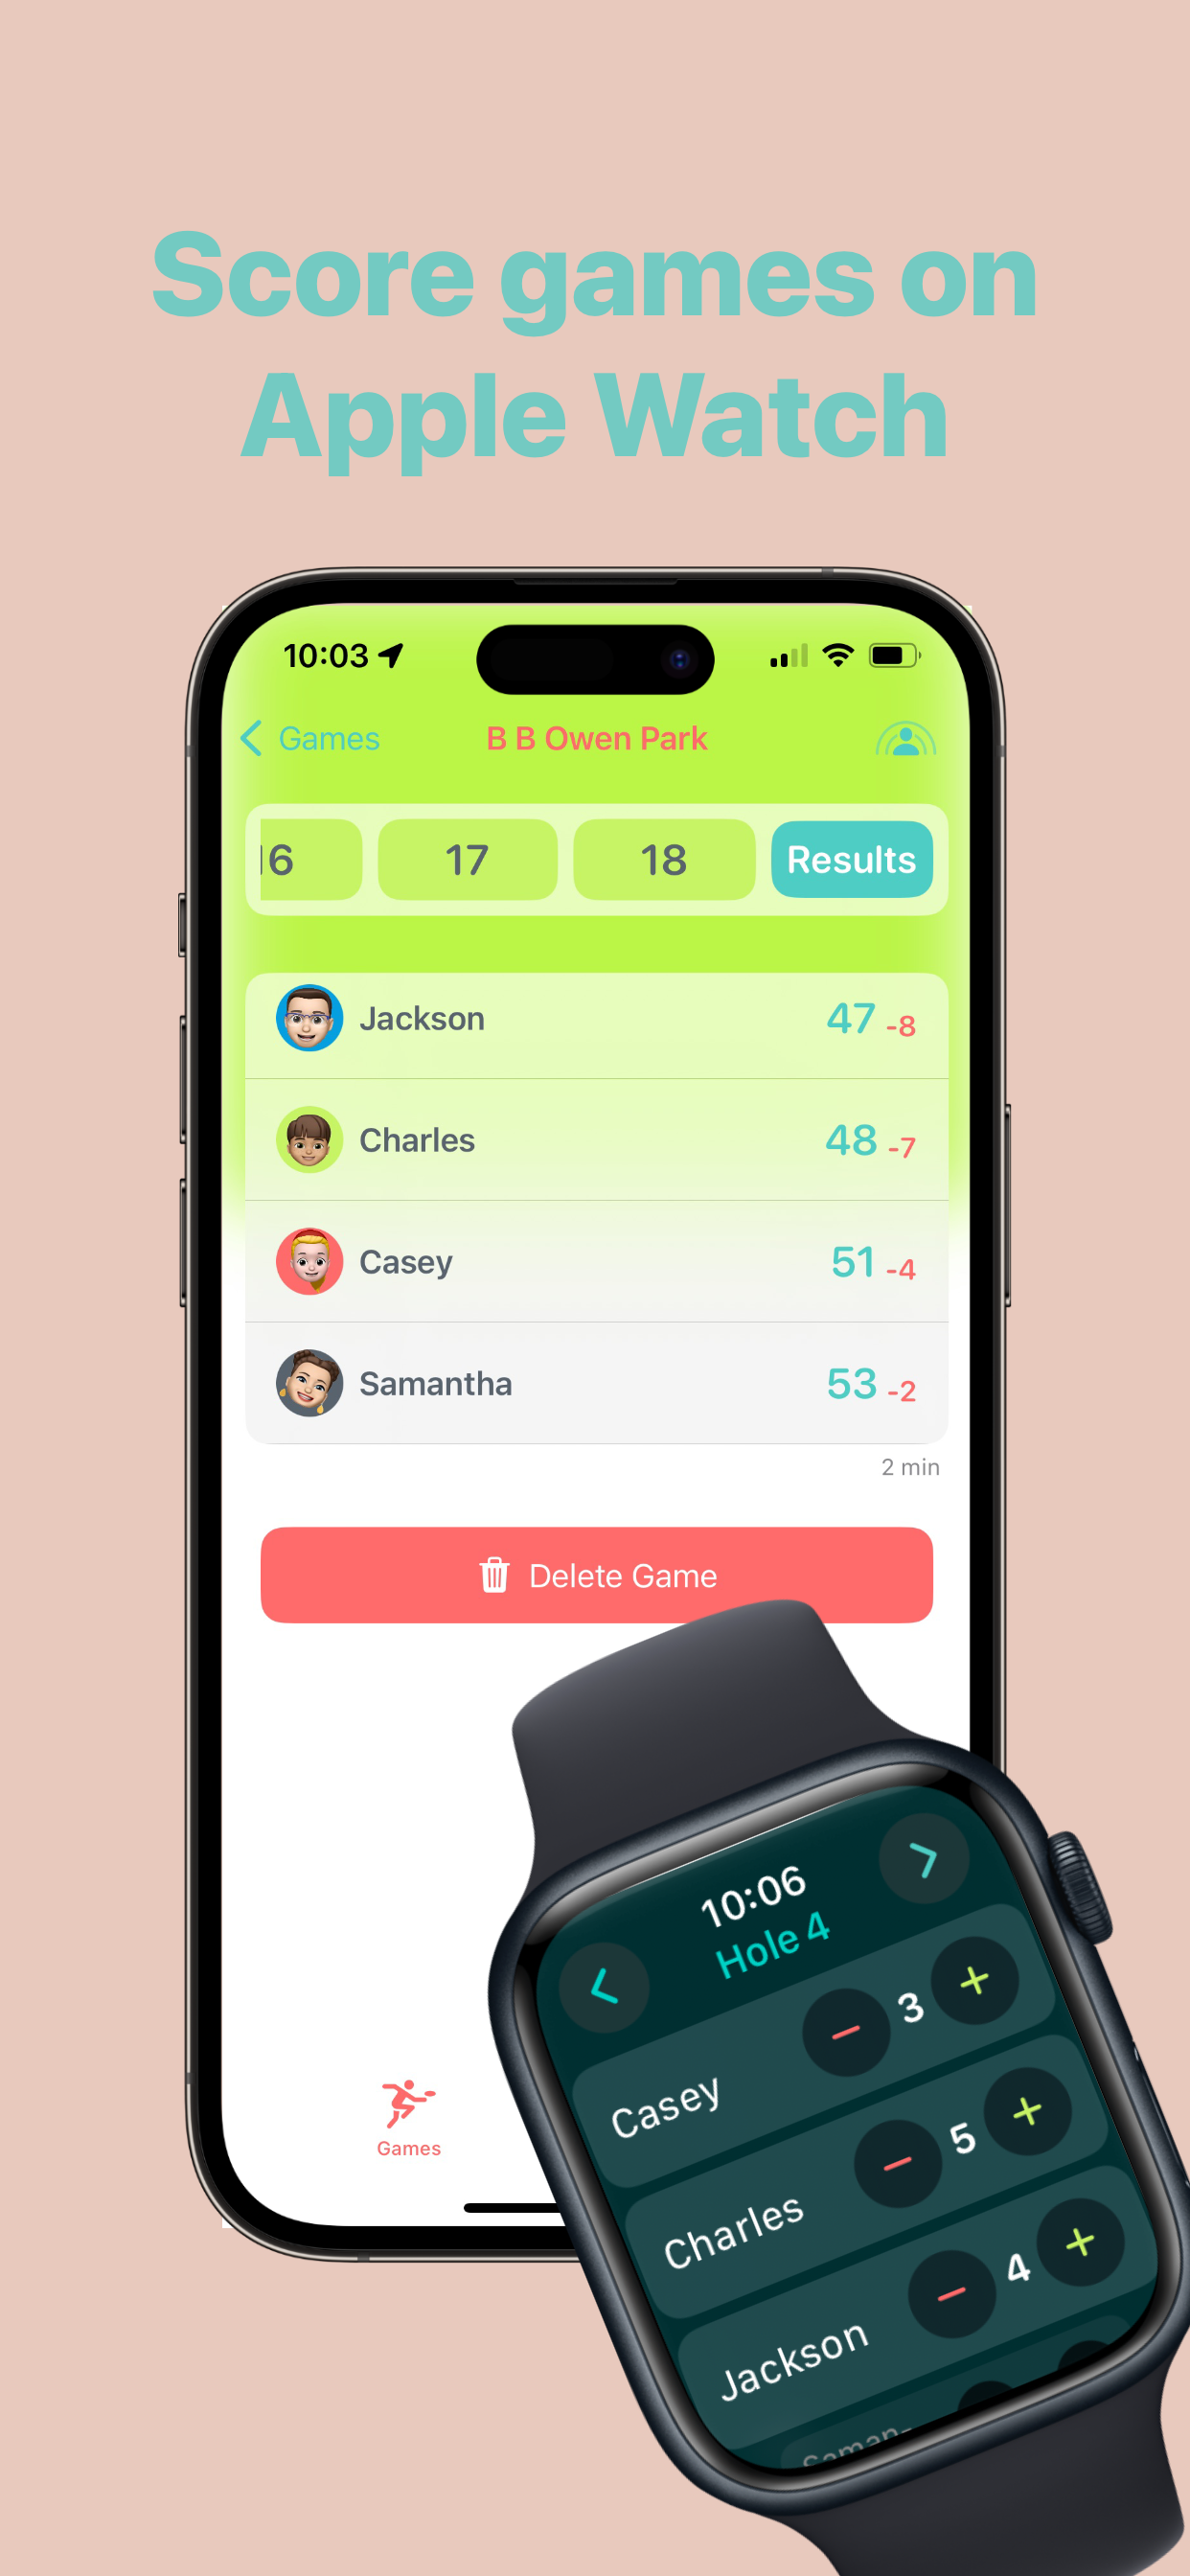 Score games on
Apple Watch
10:03
Games
B B Owen Park
16
17
18
Results
Jackson
47 -8
Charles
48 -7
Casey
51 -4
Samantha
53 -2
2 min
Delete Game
Games
10:06
Hole 4
Casey
3
Charles
5
Jackson
4